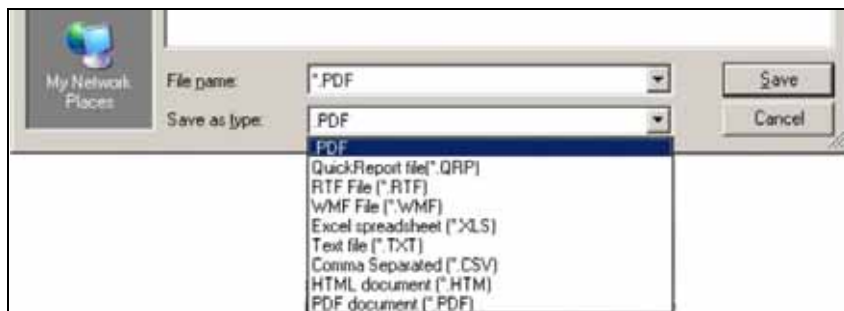 My Network
Places
File name:
*.PDF
Save
Save as type:
.PDF
Cancel
.PDF
QuickReport file(*.QRP)
RTF File (*.RTF)
WMF File (*.WMF)
Excel spreadsheet (*.XLS)
Text file (*.TXT)
Comma Separated (*.CSV)
HTML document (*.HTM)
PDF document (*.PDF)